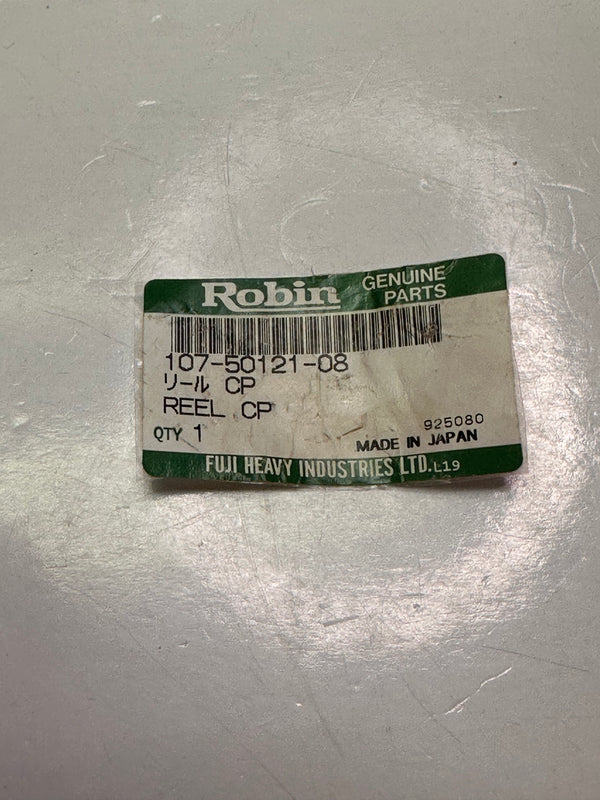 Robin GENUINE PARTS
107-50121-08
リール CP
REEL CP
925080
QTY 1
MADE IN JAPAN
FUJI HEAVY INDUSTRIES LTD. L19